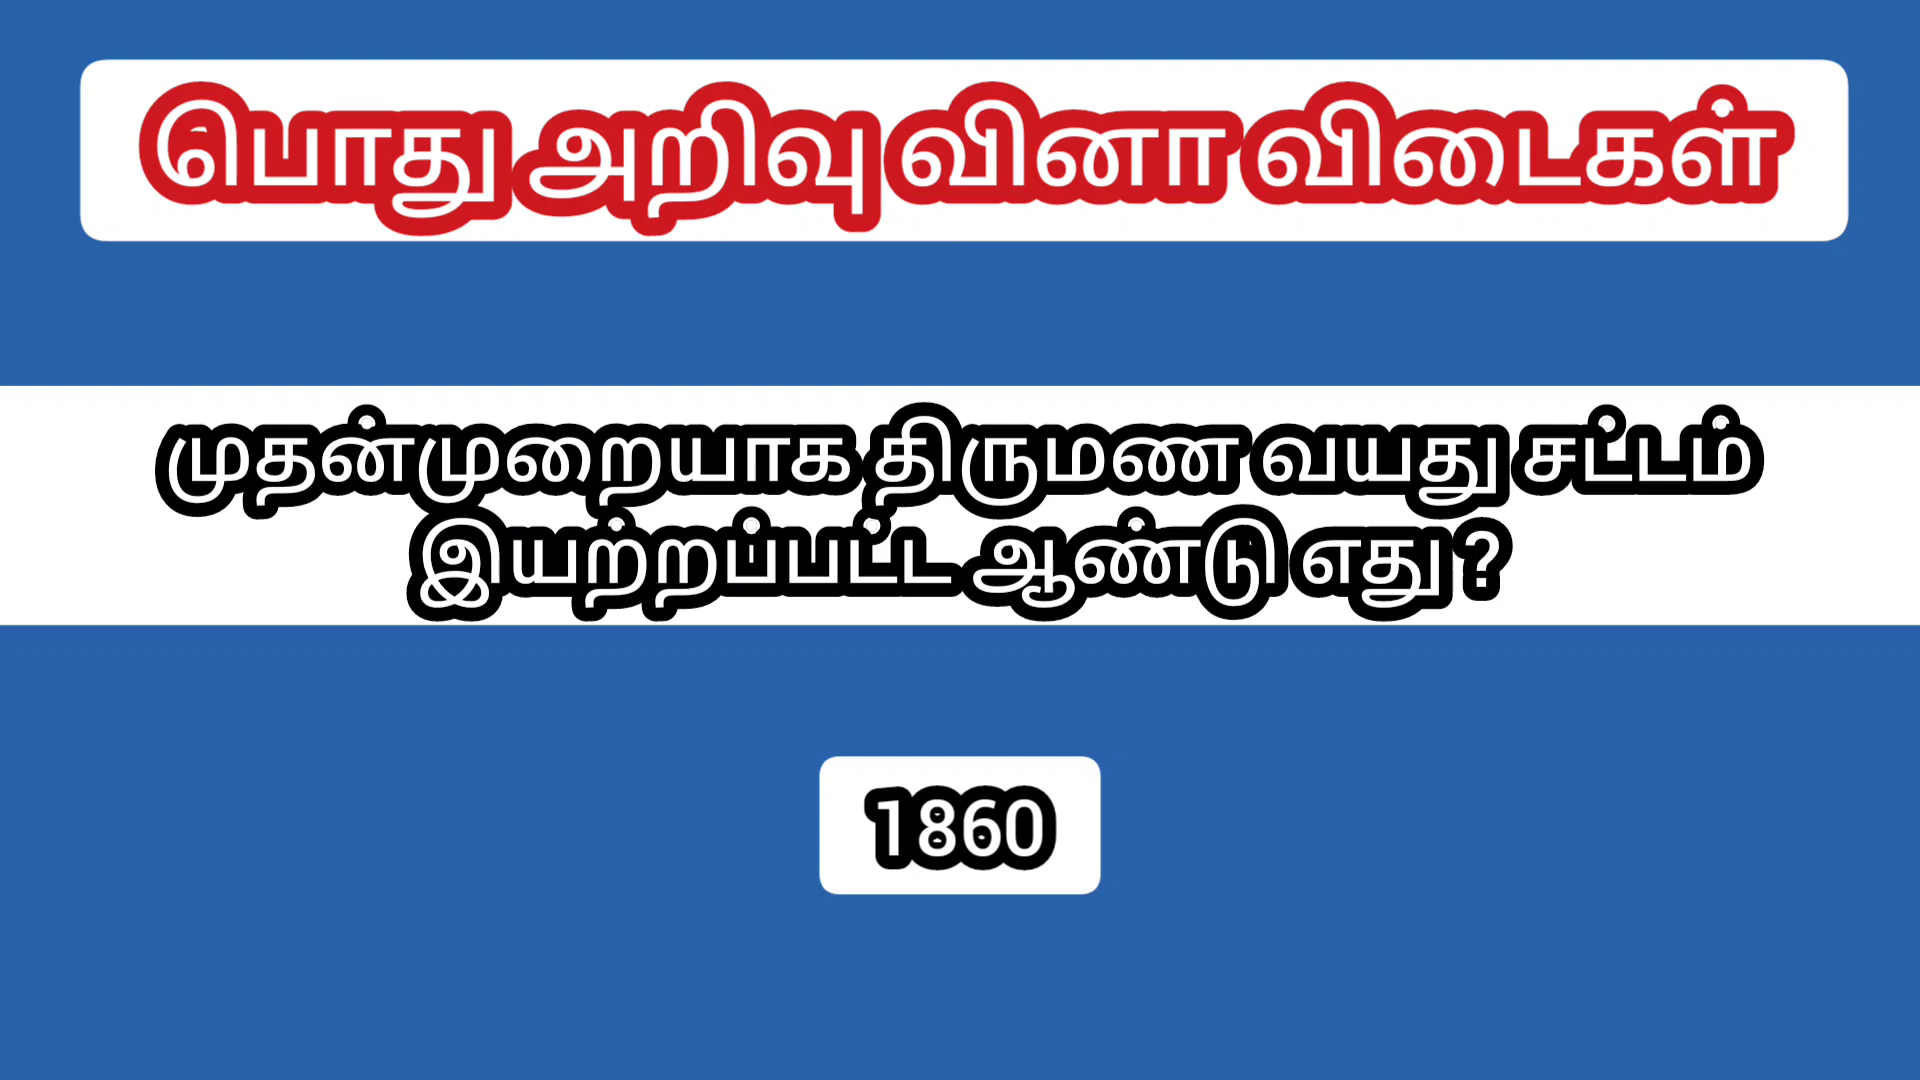 பொது அறிவு வினா விடைகள்
முதன்முறையாக திருமண வயது சட்டம்
இயற்றப்பட்ட ஆண்டு எது ?
1860